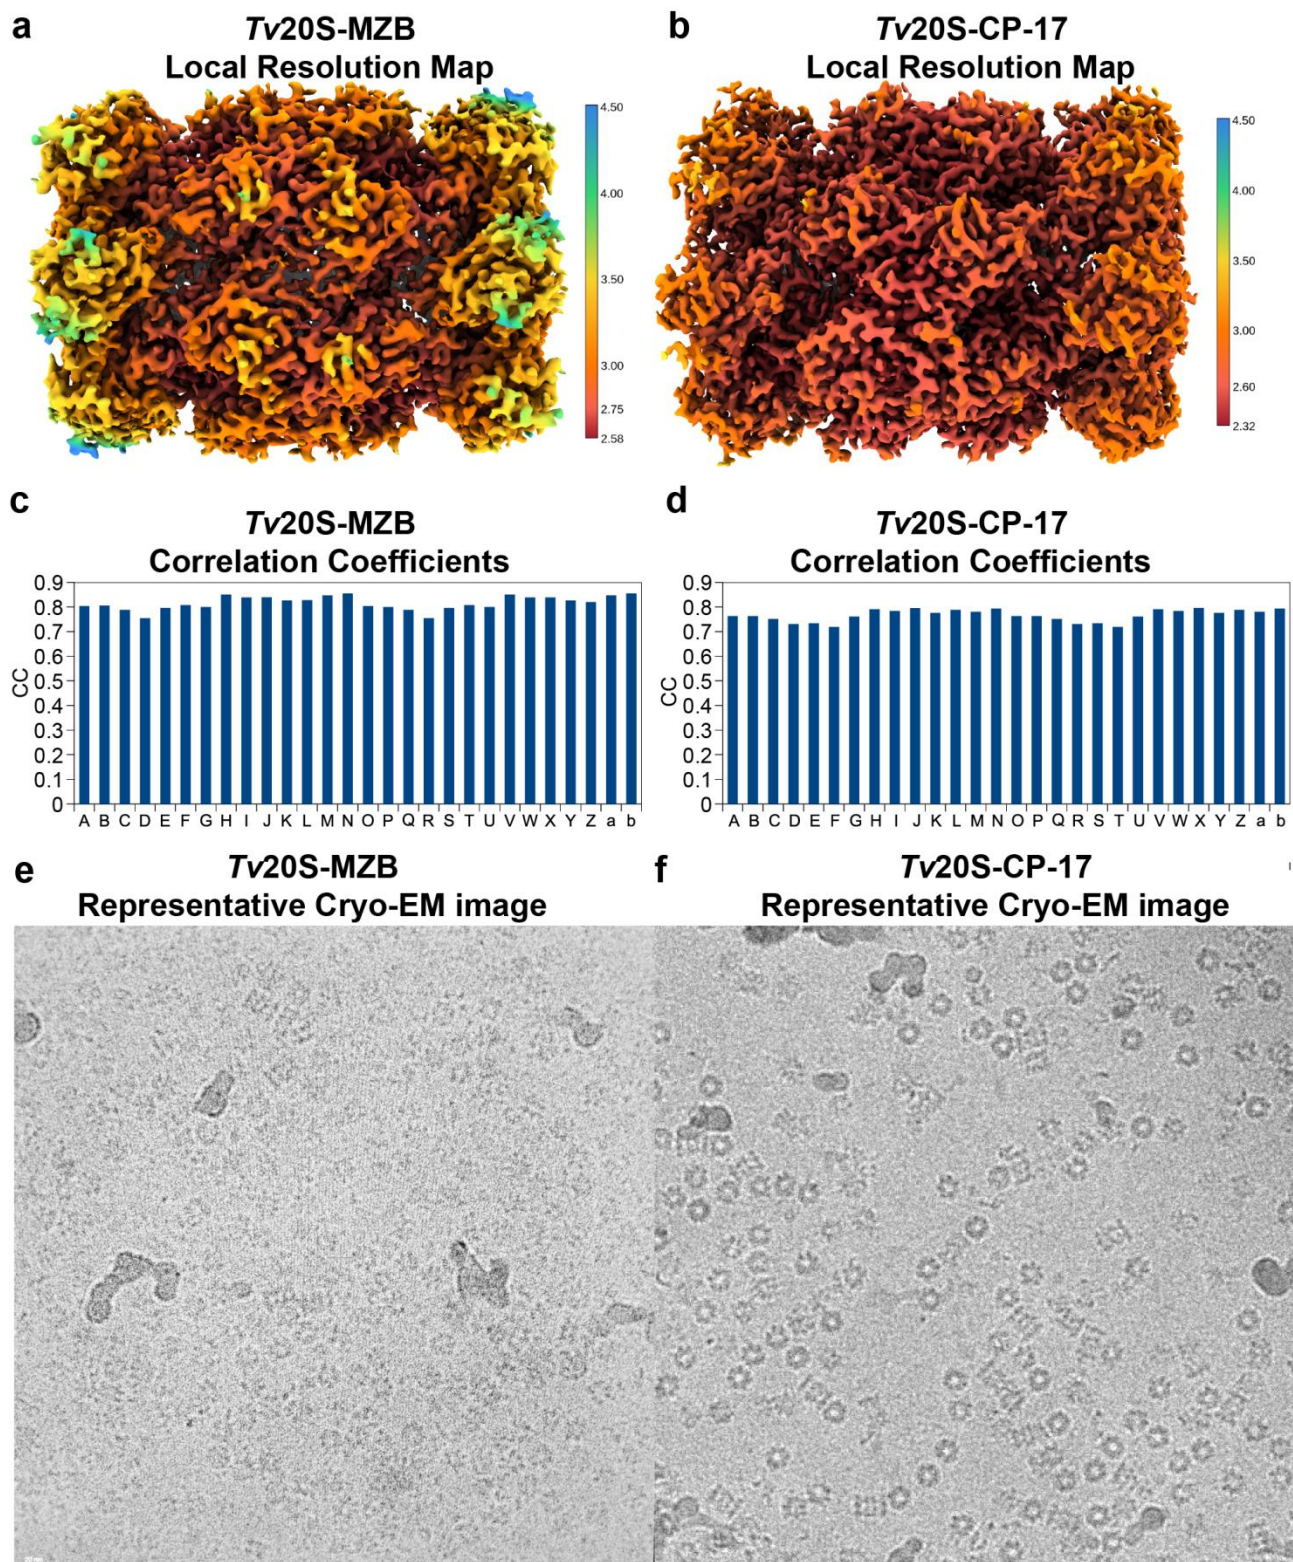 a
Tv20S-MZB
Local Resolution Map
4.50
4.00
3.50
3.00
2.75
2.58
b
Tv20S-CP-17
Local Resolution Map
4.50
4.00
3.50
3.00
2.60
2.32
c
Tv20S-MZB
Correlation Coefficients
CC
0.9
0.8
0.7
0.6
0.5
0.4
0.3
0.2
0.1
0
A B C D E F G H I J K L M N O P Q R S T U V W X Y Z a b
d
Tv20S-CP-17
Correlation Coefficients
CC
0.9
0.8
0.7
0.6
0.5
0.4
0.3
0.2
0.1
0
A B C D E F G H I J K L M N O P Q R S T U V W X Y Z a b
e
Tv20S-MZB
Representative Cryo-EM image
f
Tv20S-CP-17
Representative Cryo-EM image